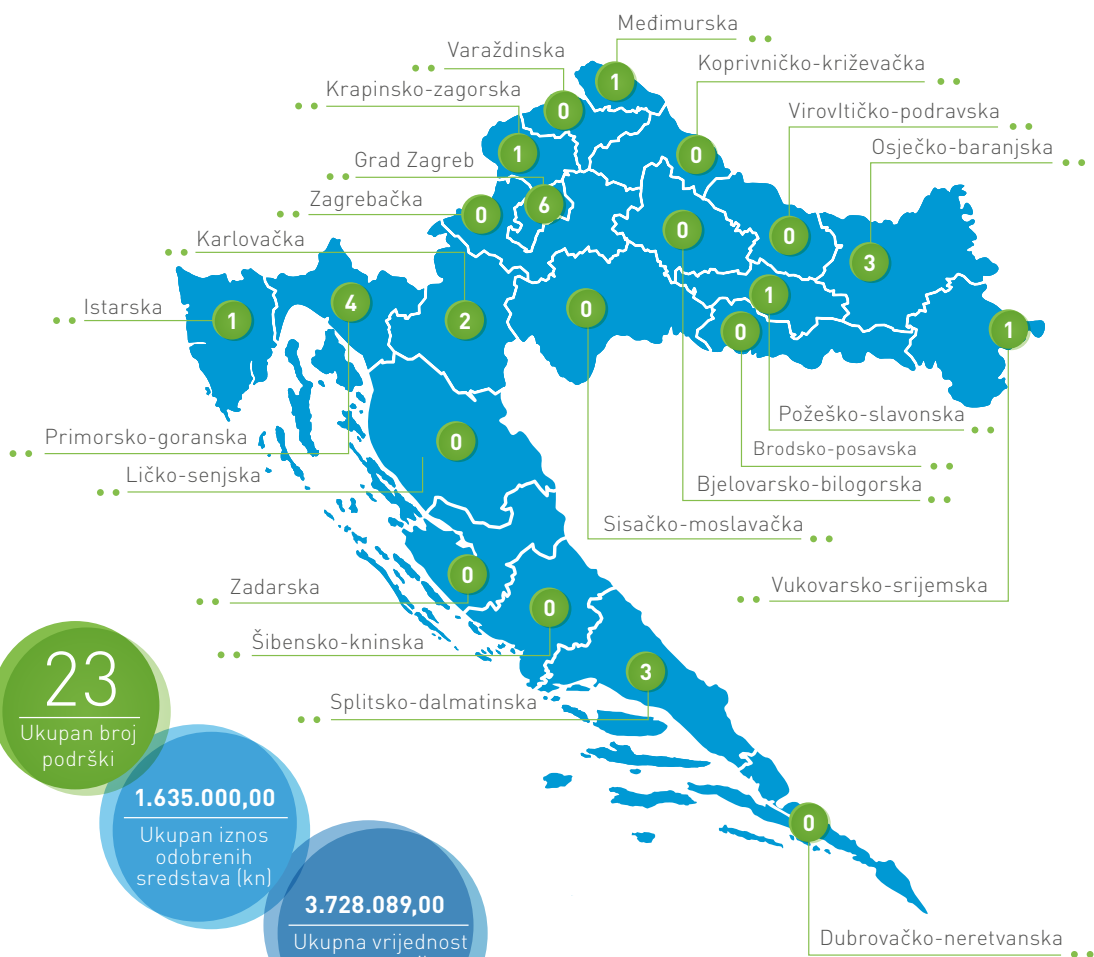 Međimurska
Varaždinska
Koprivničko-križevačka
1
Krapinsko-zagorska
0
VirovItičko-podravska
Osječko-baranjska
Grad Zagreb
1
0
Zagrebačka
6
0
0
0
Karlovačka
3
Istarska
1
4
2
0
1
0
1
Požeško-slavonska
Primorsko-goranska
0
Brodsko-posavska
Ličko-senjska
Bjelovarsko-bilogorska
Sisačko-moslavačka
Zadarska
0
Vukovarsko-srijemska
0
Šibensko-kninska
3
Splitsko-dalmatinska
0
Dubrovačko-neretvanska
23
Ukupan broj
podrški
1.635.000,00
Ukupan iznos
odobrenih
sredstava (kn)
3.728.089,00
Ukupna vrijednost